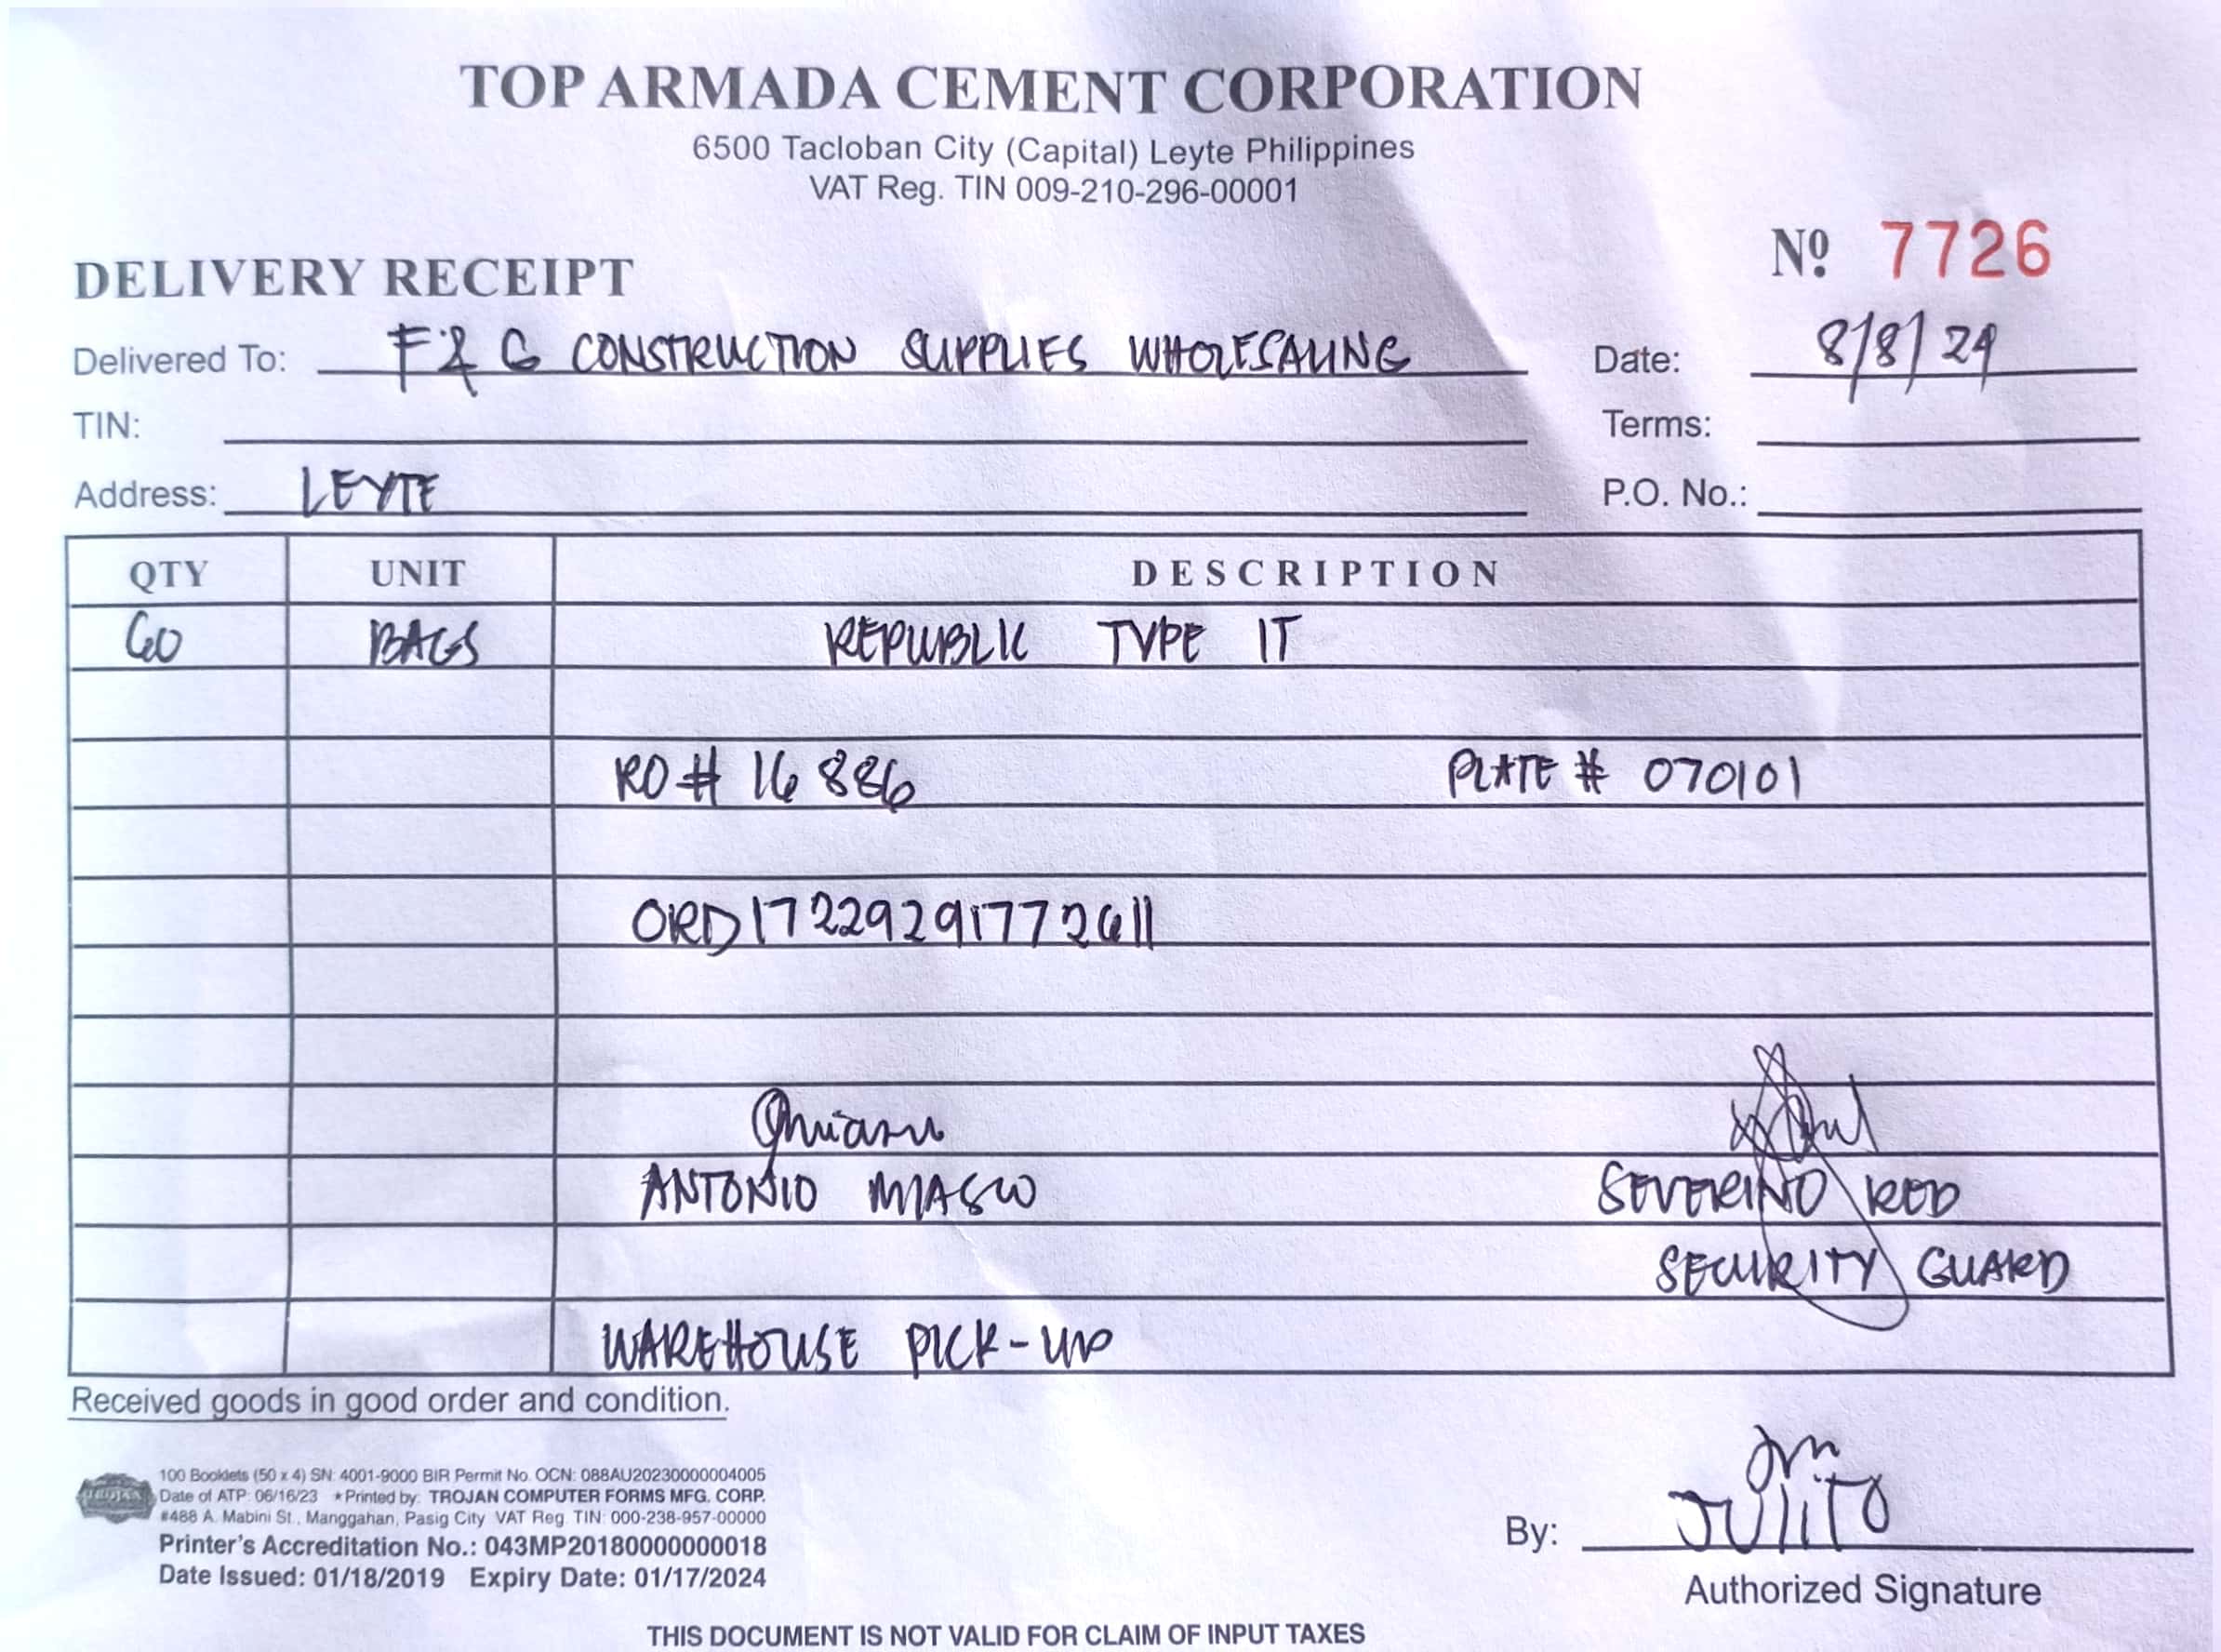 TOP ARMADA CEMENT CORPORATION
6500 Tacloban City (Capital) Leyte Philippines
VAT Reg. TIN 009-210-296-00001
DELIVERY RECEIPT
Nº 7726
Delivered To: F & G CONSTRUCTION SUPPLIES WHOLESALING
Date: 8/8/24
TIN:
Terms:
Address: LEYTE
P.O. No.:
QTY UNIT DESCRIPTION
60 BAGS REPUBLIC TYPE IT
RO # 16 886 PLATE # 070101
ORD17229291772611
ANTONIO MIASCO SEVERINO RED
SECURITY GUARD
WAREHOUSE PICK-UP
Received goods in good order and condition.
100 Booklets (50 x 4) SN: 4001-9000 BIR Permit No. OCN: 088AU20230000004005
Date of ATP: 06/16/23 ★Printed by: TROJAN COMPUTER FORMS MFG. CORP.
#488 A. Mabini St., Manggahan, Pasig City VAT Reg. TIN: 000-238-957-00000
Printer's Accreditation No.: 043MP20180000000018
Date Issued: 01/18/2019 Expiry Date: 01/17/2024
By: JULITO
Authorized Signature
THIS DOCUMENT IS NOT VALID FOR CLAIM OF INPUT TAXES